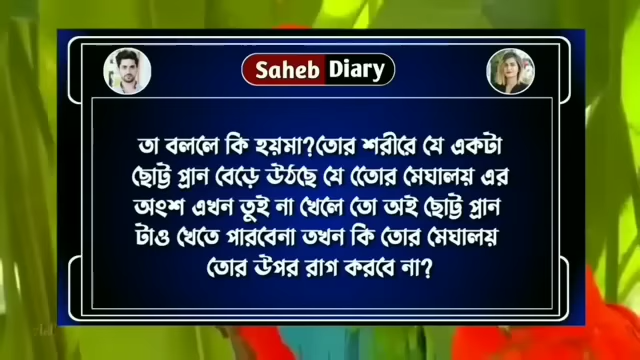 Saheb Diary
তা বললে কি হয়মা?তোর শরীরে যে একটা
ছোট্ট প্রান বেড়ে উঠছে যে তোের মেঘালয় এর
অংশ এখন তুই না খেলে তো অই ছোট্ট প্রান
টাও খেতে পারবেনা তখন কি তোর মেঘালয়
তোর উপর রাগ করবে না?